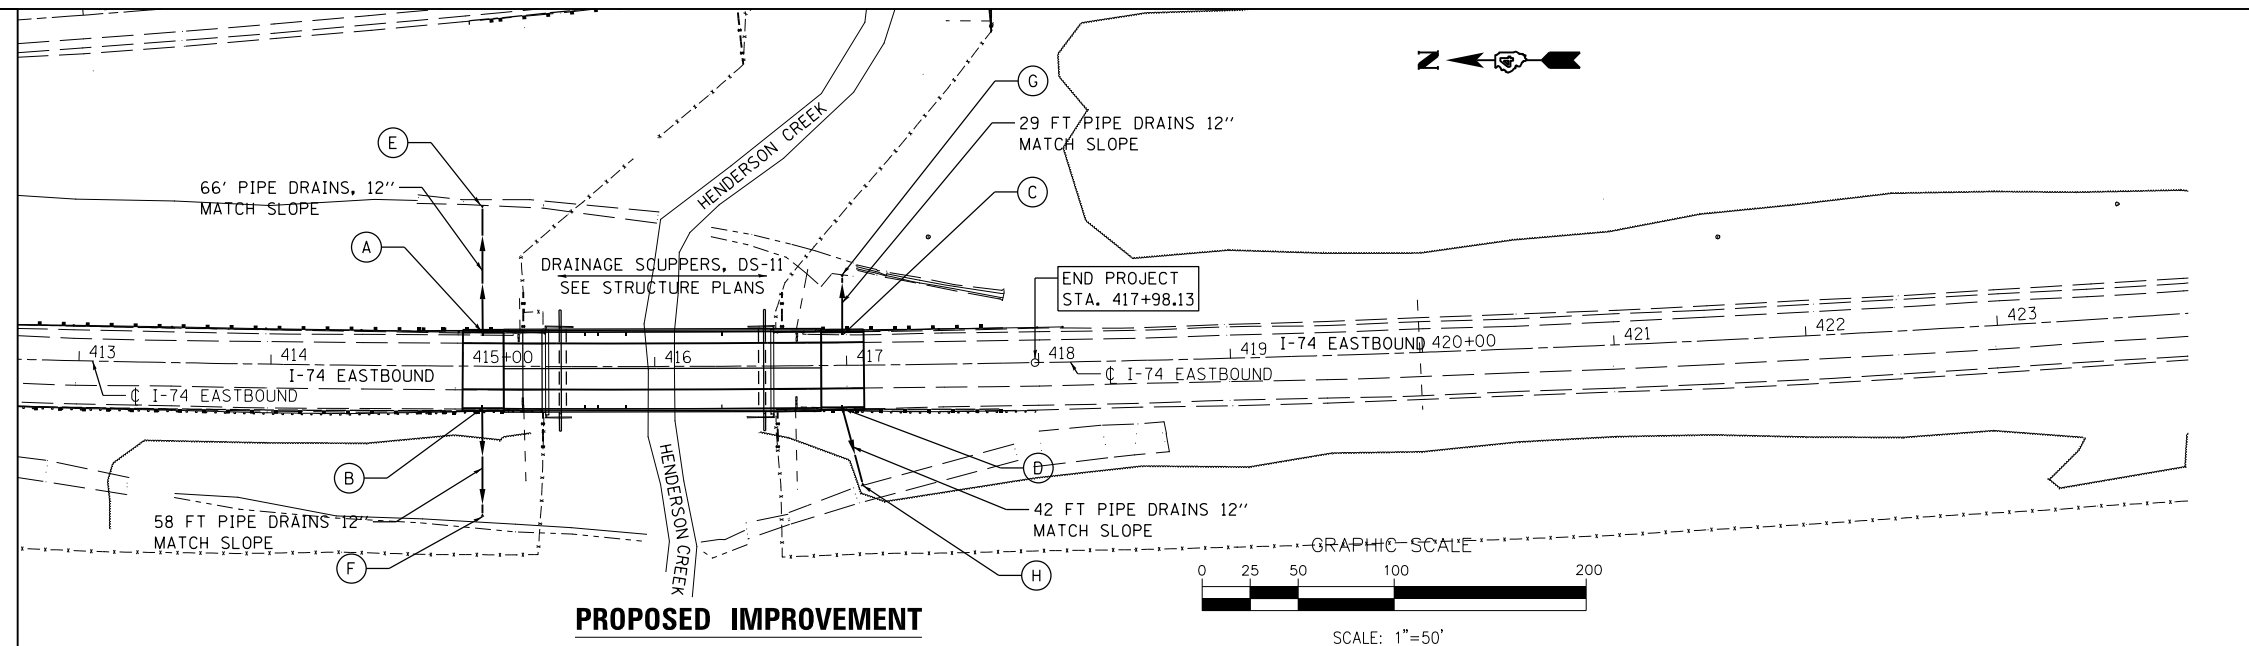 N
G
29 FT PIPE DRAINS 12''
MATCH SLOPE
E
HENDERSON CREEK
66' PIPE DRAINS, 12''
MATCH SLOPE
C
A
DRAINAGE SCUPPERS, DS-11
SEE STRUCTURE PLANS
END PROJECT
STA. 417+98.13
413
414
415+00
416
417
418
419
I-74 EASTBOUND
420+00
421
422
423
I-74 EASTBOUND
℄ I-74 EASTBOUND
℄ I-74 EASTBOUND
B
D
HENDERSON CREEK
58 FT PIPE DRAINS 12''
MATCH SLOPE
42 FT PIPE DRAINS 12''
MATCH SLOPE
F
H
GRAPHIC SCALE
0 25 50 100 200
SCALE: 1"=50'
PROPOSED IMPROVEMENT